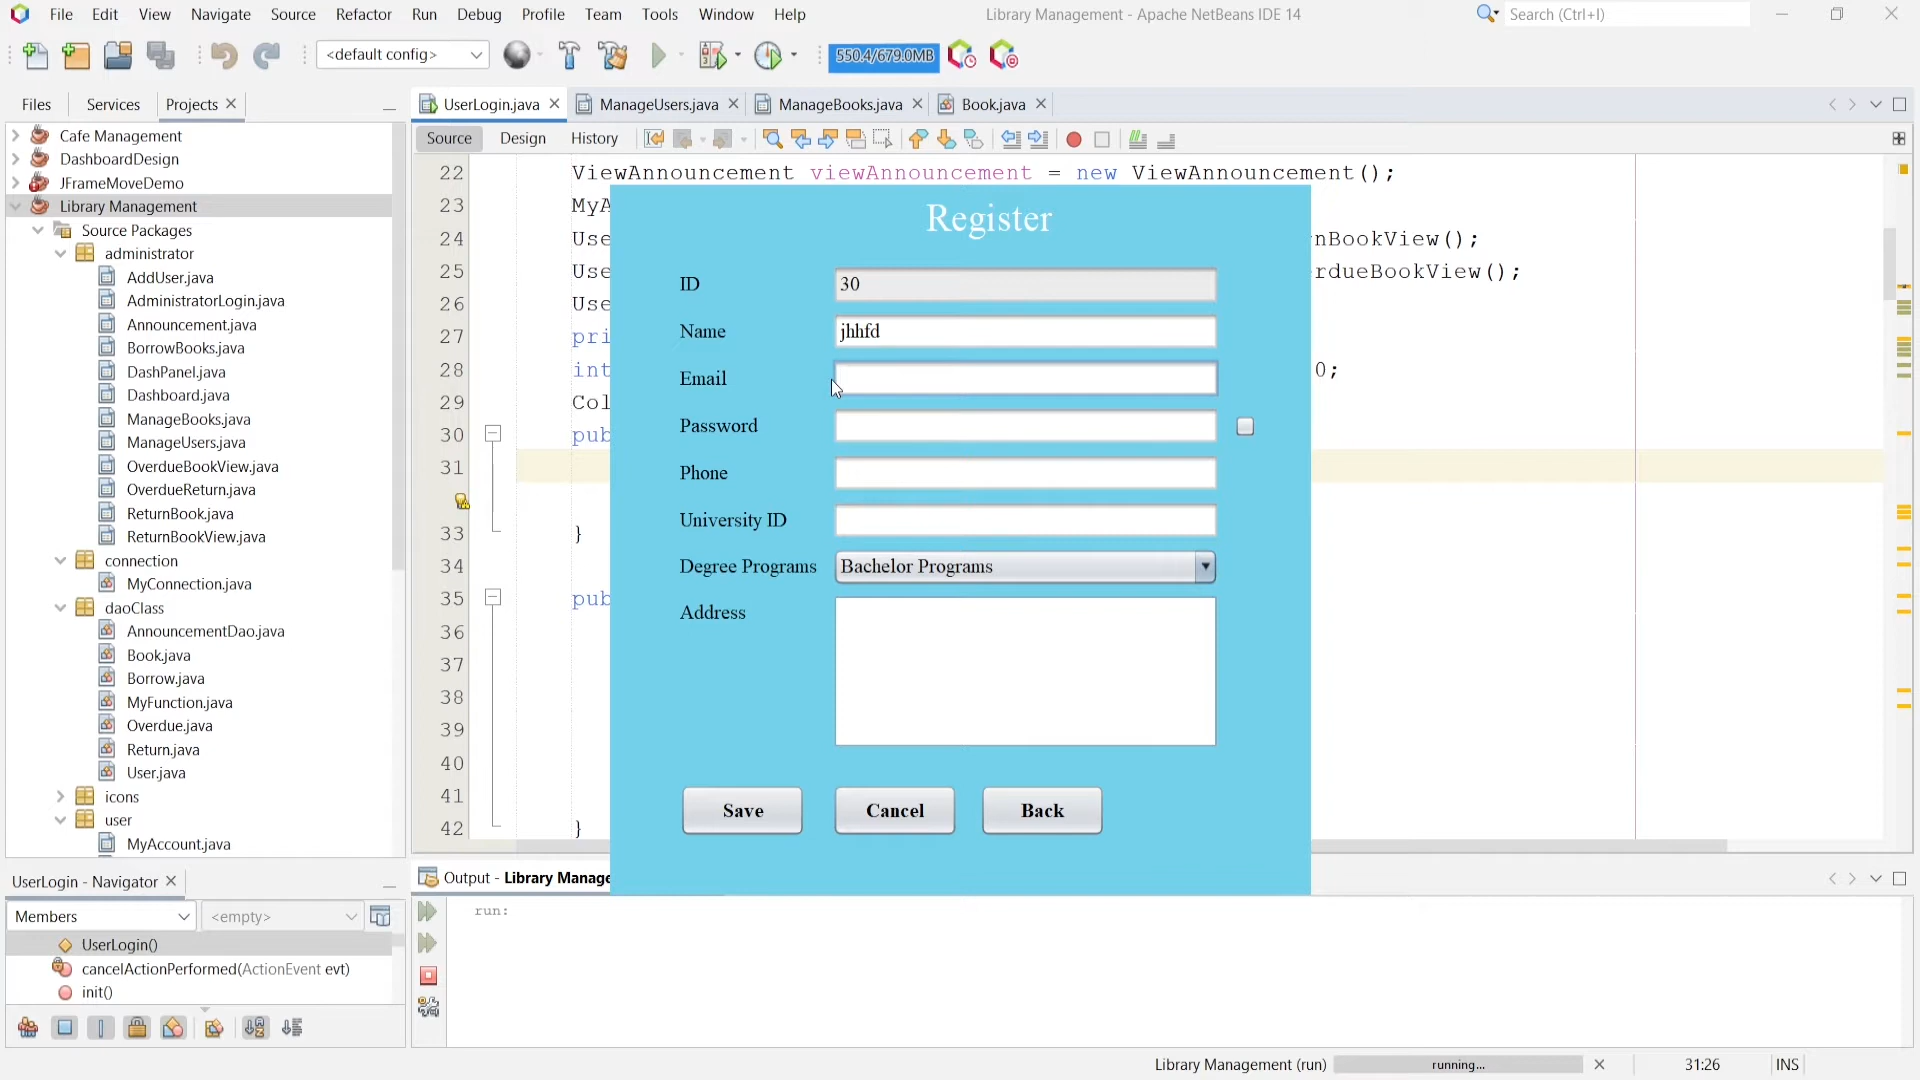 File Edit View Navigate Source Refactor Run Debug Profile Team Tools Window Help
Library Management - Apache NetBeans IDE 14
Search (Ctrl+I)
<default config>
550.4/679.0MB
Files Services Projects
UserLogin.java ManageUsers.java ManageBooks.java Book.java
Source Design History
Cafe Management
DashboardDesign
JFrameMoveDemo
Library Management
Source Packages
administrator
AddUser.java
AdministratorLogin.java
Announcement.java
BorrowBooks.java
DashPanel.java
Dashboard.java
ManageBooks.java
ManageUsers.java
OverdueBookView.java
OverdueReturn.java
ReturnBook.java
ReturnBookView.java
connection
MyConnection.java
daoClass
AnnouncementDao.java
Book.java
Borrow.java
MyFunction.java
Overdue.java
Return.java
User.java
icons
user
MyAccount.java
22 ViewAnnouncement viewAnnouncement = new ViewAnnouncement();
23 MyA
24 Use nBookView();
25 Use rdueBookView();
26 Use
27 pri
28 int 0;
29 Col
30 pub
31
33 }
34
35 pub
36
37
38
39
40
41
42 }
Register
ID 30
Name jhhfd
Email
Password
Phone
University ID
Degree Programs Bachelor Programs
Address
Save Cancel Back
UserLogin - Navigator
Members <empty>
UserLogin()
cancelActionPerformed(ActionEvent evt)
init()
Output - Library Manage
run:
Library Management (run) running... 31:26 INS